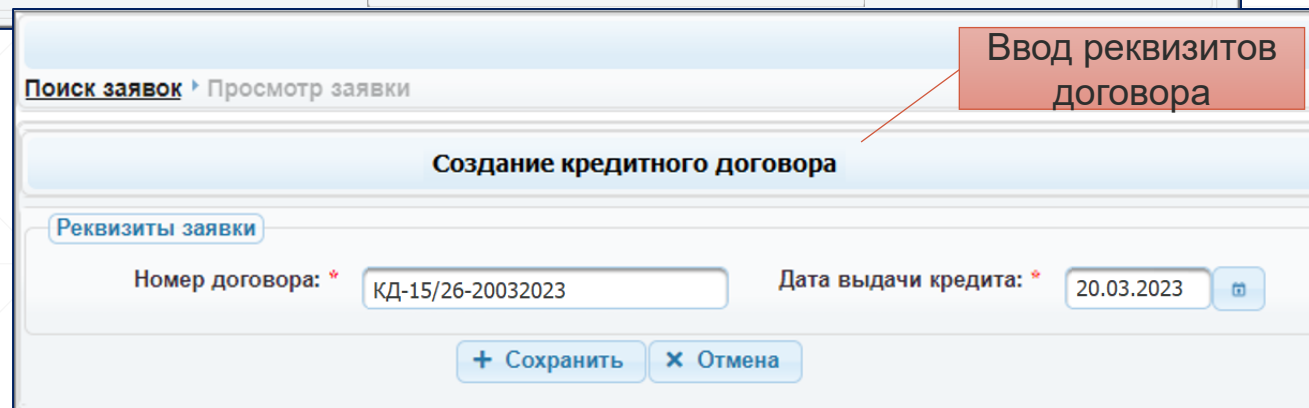 Ввод реквизитов
договора
Поиск заявок Просмотр заявки
Создание кредитного договора
Реквизиты заявки
Номер договора: * КД-15/26-20032023 Дата выдачи кредита: * 20.03.2023
Сохранить Отмена